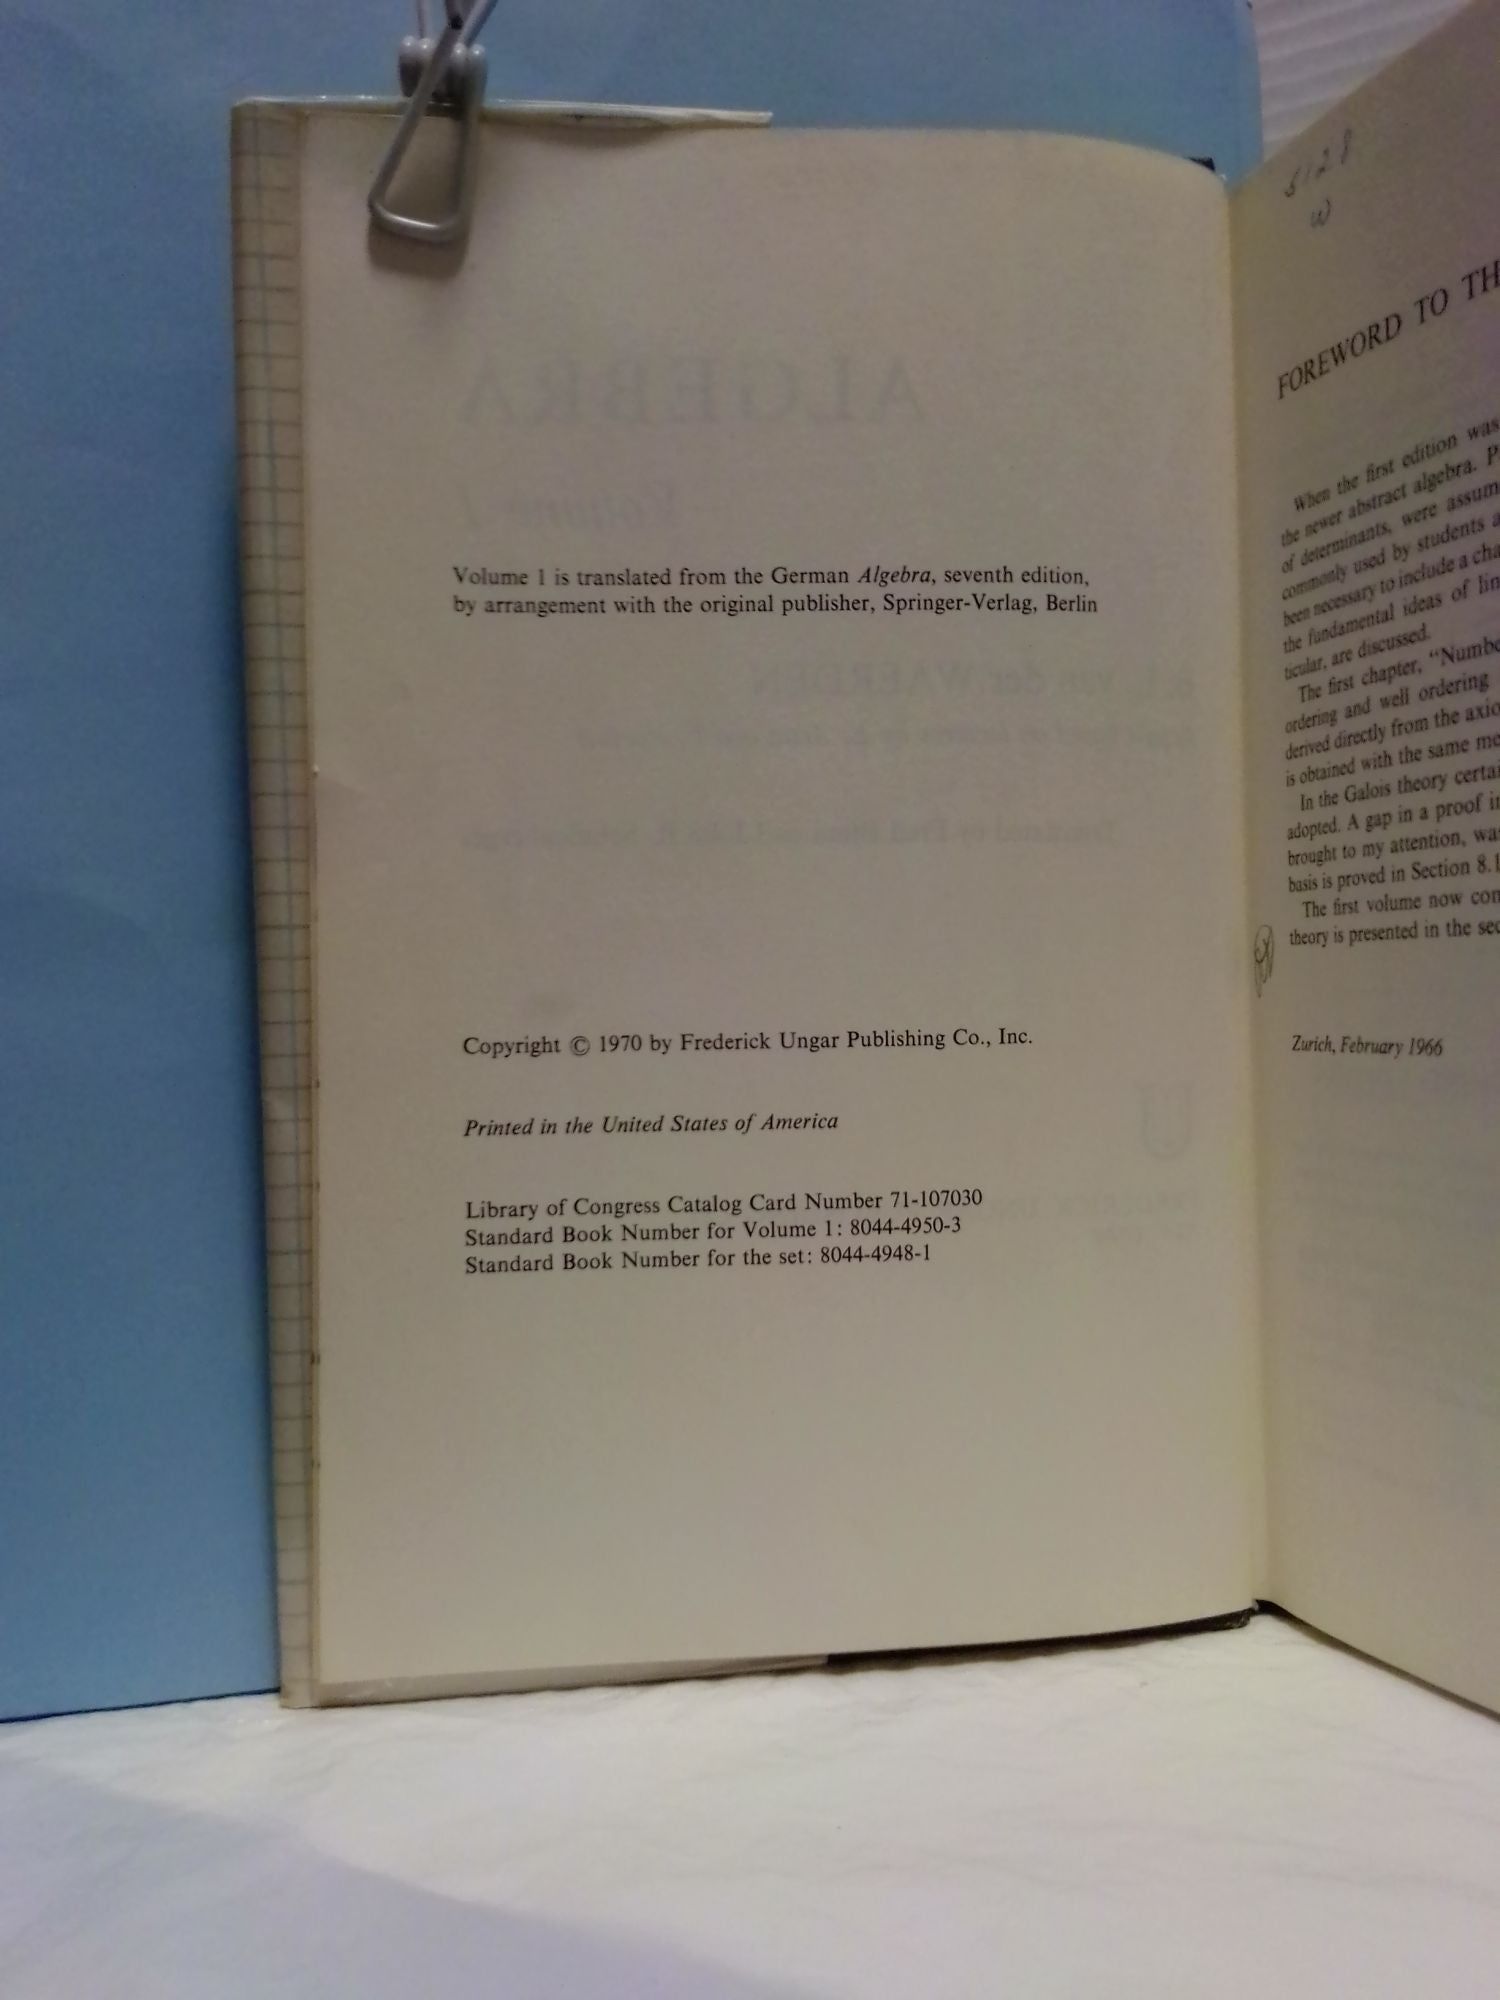 Volume 1 is translated from the German Algebra, seventh edition,
by arrangement with the original publisher, Springer-Verlag, Berlin
Copyright © 1970 by Frederick Ungar Publishing Co., Inc.
Printed in the United States of America
Library of Congress Catalog Card Number 71-107030
Standard Book Number for Volume 1: 8044-4950-3
Standard Book Number for the set: 8044-4948-1
5128
W
FOREWORD TO TH
When the first edition was
the newer abstract algebra. P
of determinants, were assum
commonly used by students a
been necessary to include a cha
the fundamental ideas of lin
ticular, are discussed.
The first chapter, “Numbe
ordering and well ordering
derived directly from the axio
is obtained with the same me
In the Galois theory certai
adopted. A gap in a proof i
brought to my attention, wa
basis is proved in Section 8.1
The first volume now con
theory is presented in the sec
Zurich, February 1966